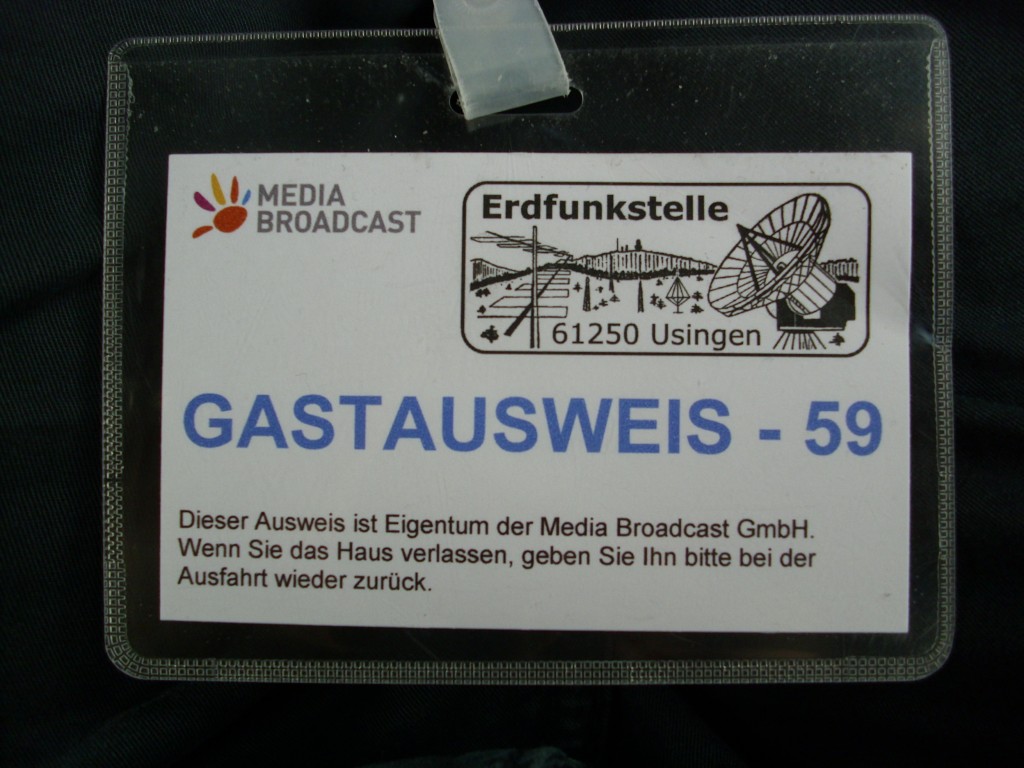 MEDIA
BROADCAST
Erdfunkstelle
61250 Usingen
GASTAUSWEIS - 59
Dieser Ausweis ist Eigentum der Media Broadcast GmbH.
Wenn Sie das Haus verlassen, geben Sie Ihn bitte bei der
Ausfahrt wieder zurück.